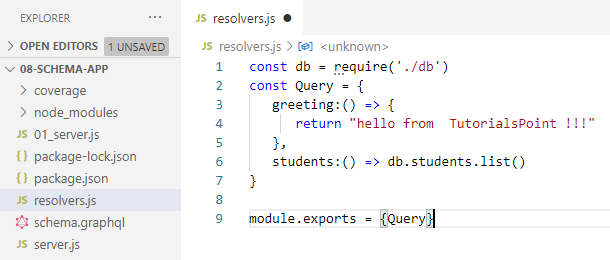 EXPLORER
OPEN EDITORS 1 UNSAVED
08-SCHEMA-APP
coverage
node_modules
JS 01_server.js
{} package-lock.json
{} package.json
JS resolvers.js
schema.graphql
JS server.js
JS resolvers.js
JS resolvers.js > <unknown>
1 const db = require('./db')
2 const Query = {
3 greeting:() => {
4 return "hello from  TutorialsPoint !!!"
5 },
6 students:() => db.students.list()
7 }
8
9 module.exports = {Query}